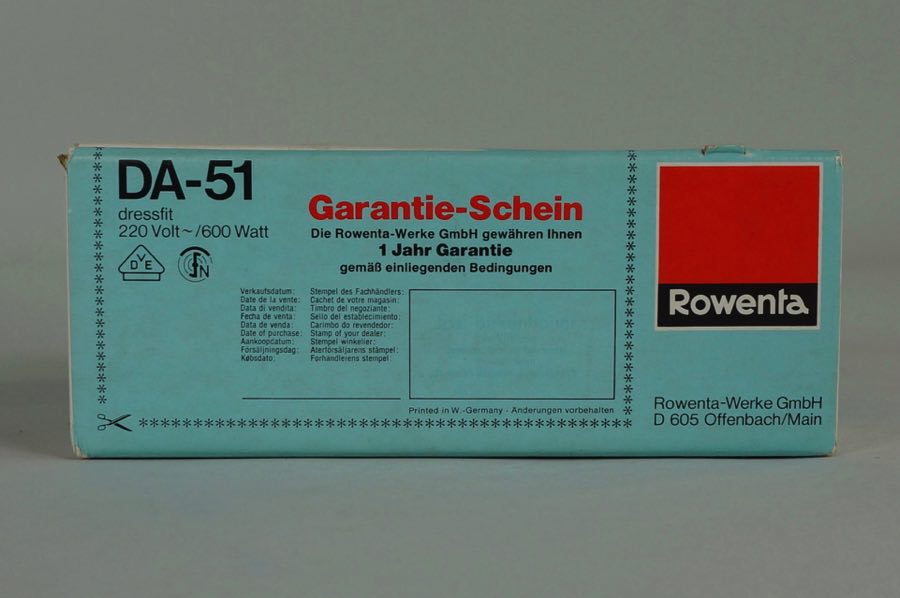 DA-51
dressfit
220 Volt~/600 Watt
VDE
SFN
Garantie-Schein
Die Rowenta-Werke GmbH gewähren Ihnen
1 Jahr Garantie
gemäß einliegenden Bedingungen
Verkaufsdatum: Stempel des Fachhändlers:
Date de la vente: Cachet de votre magasin:
Data di vendita: Timbro del negoziante:
Fecha de venta: Sello del establecimiento:
Data de venda: Carimbo do revendedor:
Date of purchase: Stamp of your dealer:
Aankoopdatum: Stempel winkelier:
Försäljningsdag: Aterförsäljarens stämpel:
Købsdato: Forhandlerens stempel:
Printed in W.-Germany · Änderungen vorbehalten
Rowenta
Rowenta-Werke GmbH
D 605 Offenbach/Main